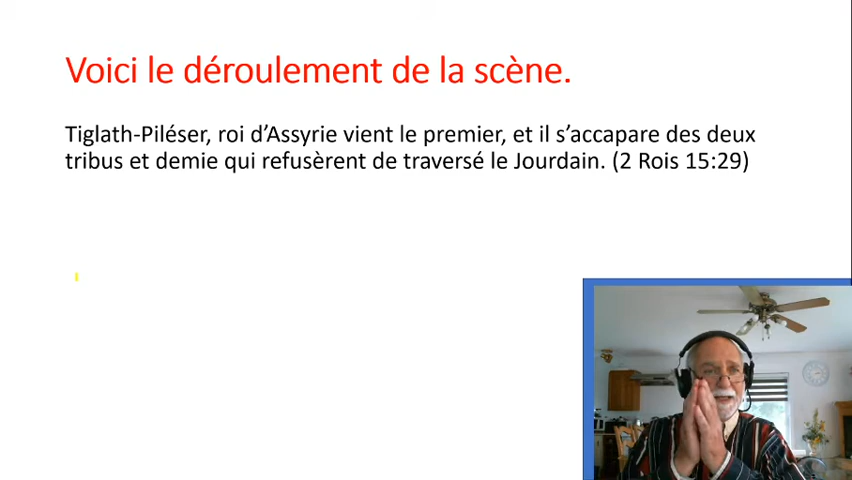 Voici le déroulement de la scène.
Tiglath-Piléser, roi d’Assyrie vient le premier, et il s’accapare des deux
tribus et demie qui refusèrent de traversé le Jourdain. (2 Rois 15:29)